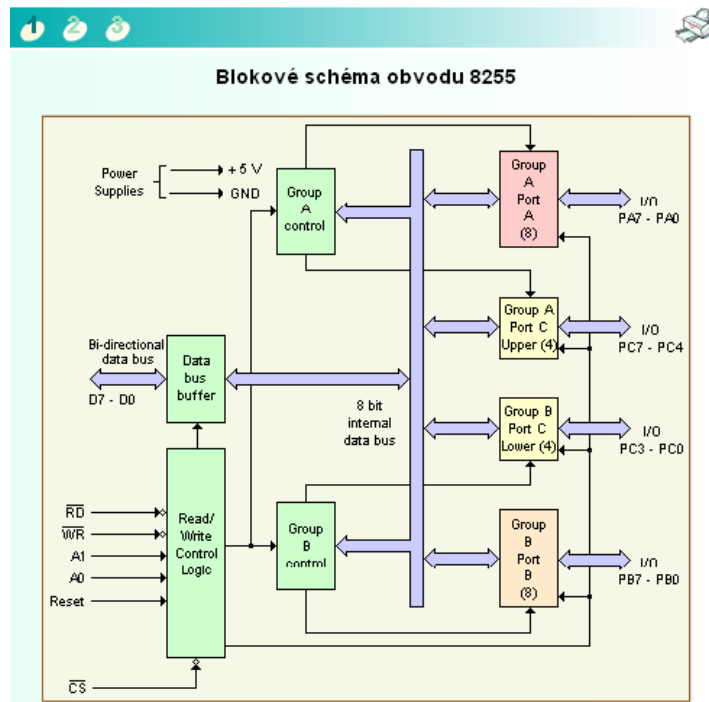 1 2 3
Blokové schéma obvodu 8255
Power
Supplies
+5 V
GND
Group
A
control
Group
A
Port
A
(8)
I/O
PA7 - PA0
Group A
Port C
Upper (4)
I/O
PC7 - PC4
Bi-directional
data bus
D7 - D0
Data
bus
buffer
8 bit
internal
data bus
Group B
Port C
Lower (4)
I/O
PC3 - PC0
RD
WR
A1
A0
Reset
CS
Read/
Write
Control
Logic
Group
B
control
Group
B
Port
B
(8)
I/O
PB7 - PB0